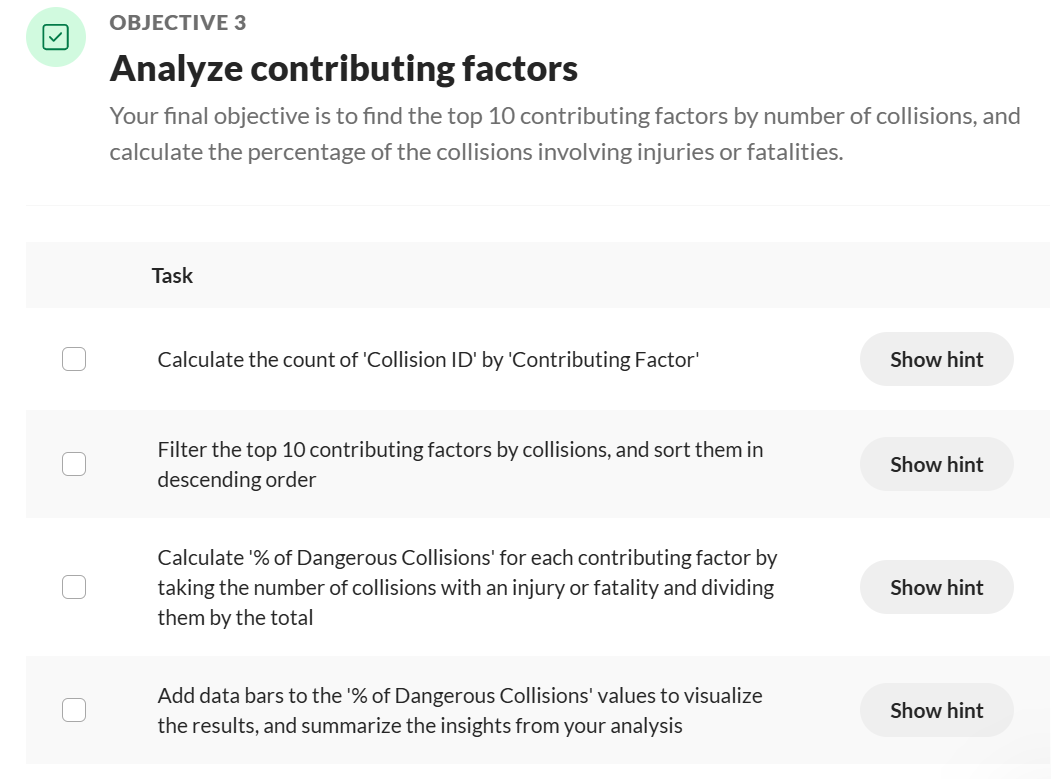 OBJECTIVE 3
Analyze contributing factors
Your final objective is to find the top 10 contributing factors by number of collisions, and
calculate the percentage of the collisions involving injuries or fatalities.
Task
Calculate the count of 'Collision ID' by 'Contributing Factor'
Show hint
Filter the top 10 contributing factors by collisions, and sort them in
descending order
Show hint
Calculate '% of Dangerous Collisions' for each contributing factor by
taking the number of collisions with an injury or fatality and dividing
them by the total
Show hint
Add data bars to the '% of Dangerous Collisions' values to visualize
the results, and summarize the insights from your analysis
Show hint